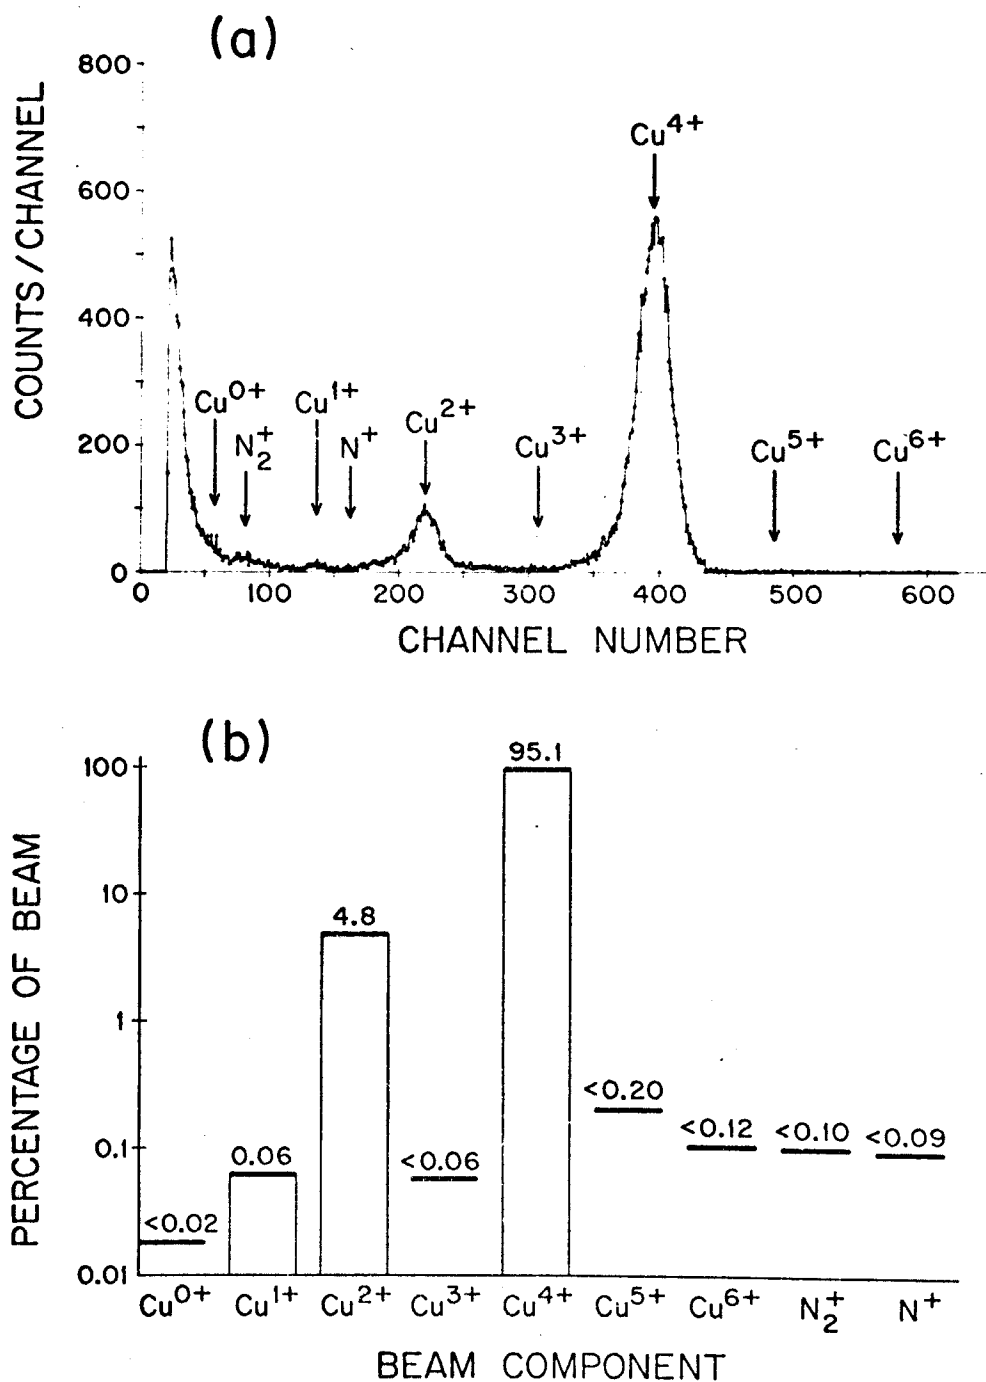 (a)
COUNTS/CHANNEL
800
600
400
200
0
Cu⁴⁺
Cu⁰⁺
Cu¹⁺
Cu²⁺
N₂⁺
N⁺
Cu³⁺
Cu⁵⁺
Cu⁶⁺
0 100 200 300 400 500 600
CHANNEL NUMBER
(b)
PERCENTAGE OF BEAM
100
10
1
0.1
0.01
95.1
4.8
<0.20
<0.12 <0.10 <0.09
0.06 <0.06
<0.02
Cu⁰⁺ Cu¹⁺ Cu²⁺ Cu³⁺ Cu⁴⁺ Cu⁵⁺ Cu⁶⁺ N₂⁺ N⁺
BEAM COMPONENT